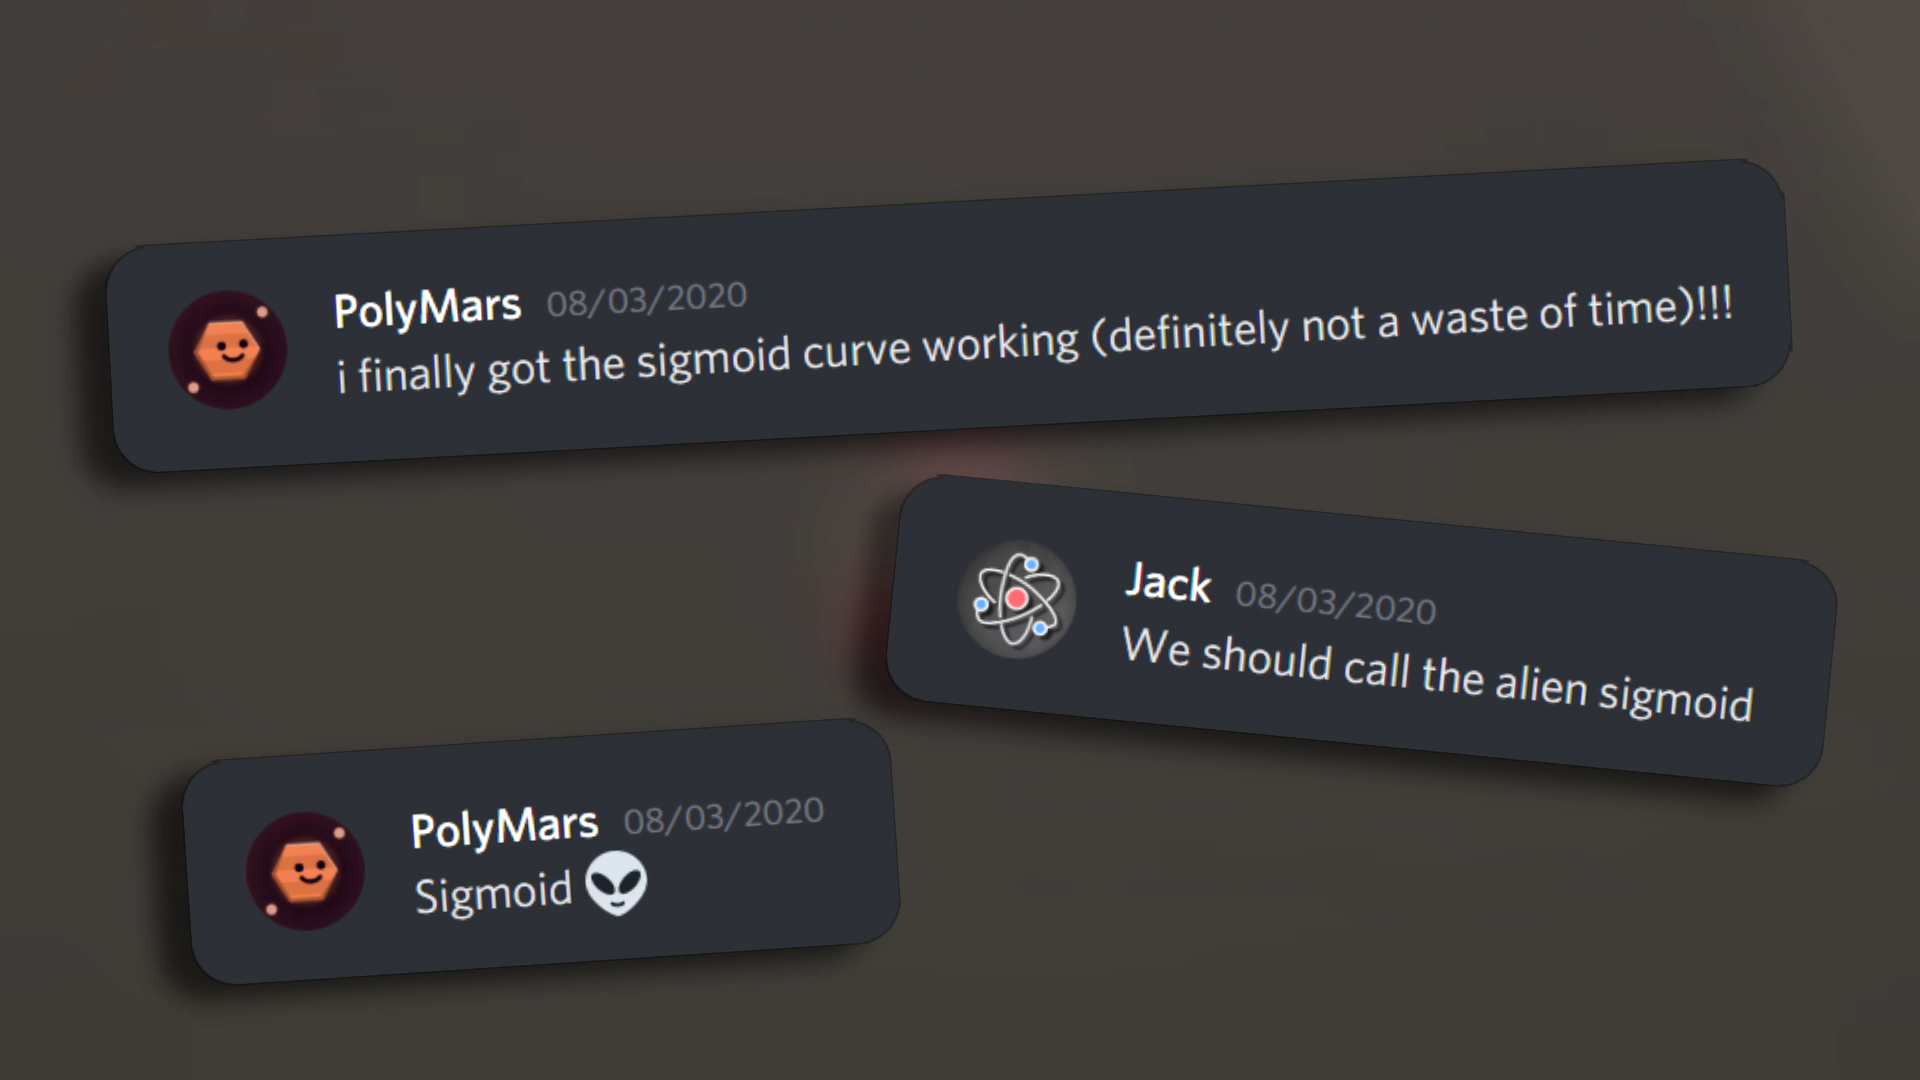 PolyMars 08/03/2020
i finally got the sigmoid curve working (definitely not a waste of time)!!!
Jack 08/03/2020
We should call the alien sigmoid
PolyMars 08/03/2020
Sigmoid 👽